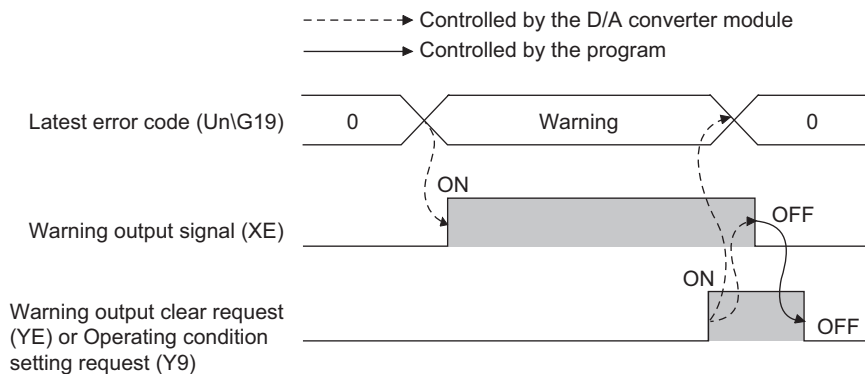 Controlled by the D/A converter module
Controlled by the program
Latest error code (Un\G19)
0
Warning
0
ON
Warning output signal (XE)
OFF
ON
Warning output clear request
(YE) or Operating condition
setting request (Y9)
OFF